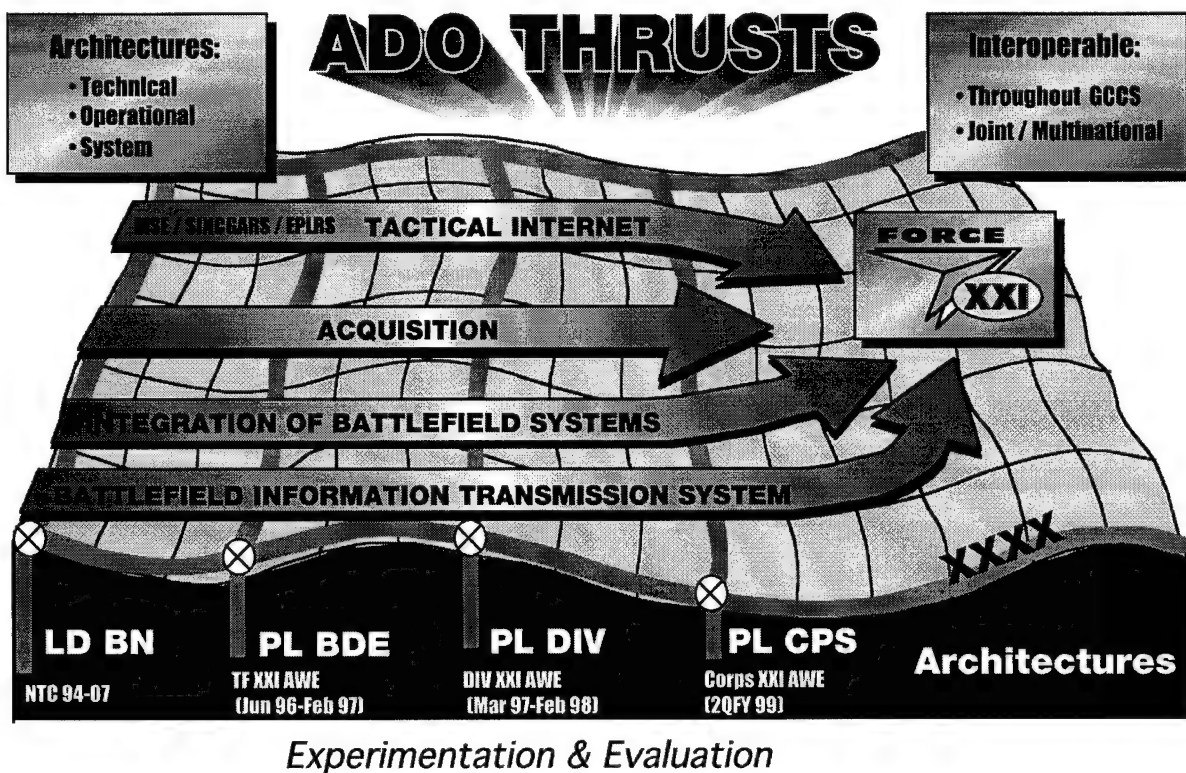 ADO THRUSTS
Architectures:
• Technical
• Operational
• System
Interoperable:
• Throughout GCCS
• Joint / Multinational
MSE / SINCGARS / EPLRS TACTICAL INTERNET
FORCE
XXI
ACQUISITION
INTEGRATION OF BATTLEFIELD SYSTEMS
BATTLEFIELD INFORMATION TRANSMISSION SYSTEM
XXXX
LD BN
NTC 94-07
PL BDE
TF XXI AWE
(Jun 96-Feb 97)
PL DIV
DIV XXI AWE
(Mar 97-Feb 98)
PL CPS
Corps XXI AWE
(2QFY 99)
Architectures
Experimentation & Evaluation